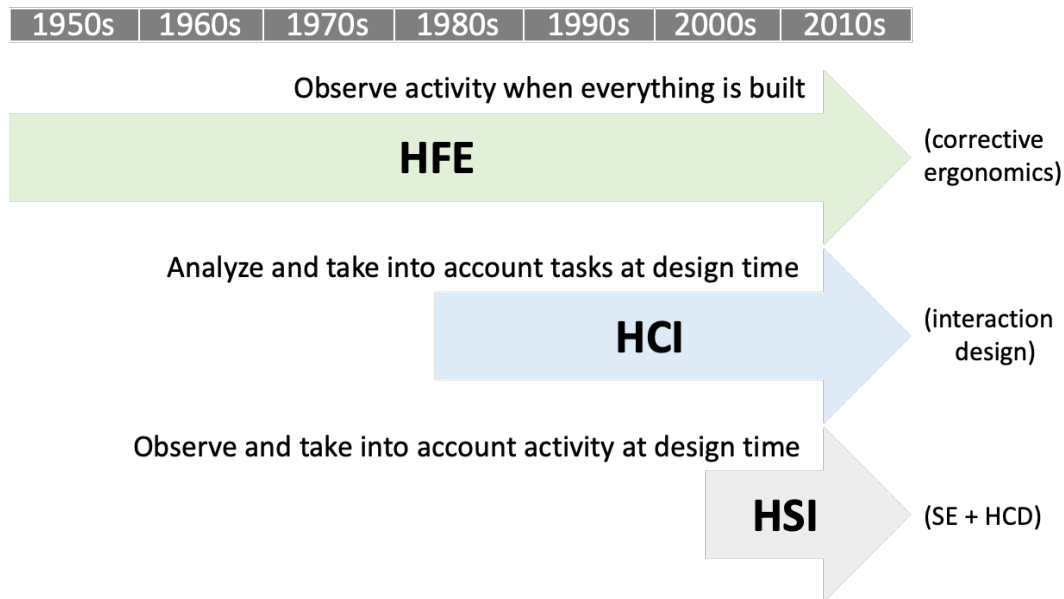 1950s 1960s 1970s 1980s 1990s 2000s 2010s
Observe activity when everything is built
HFE
(corrective
ergonomics)
Analyze and take into account tasks at design time
HCI
(interaction
design)
Observe and take into account activity at design time
HSI
(SE + HCD)